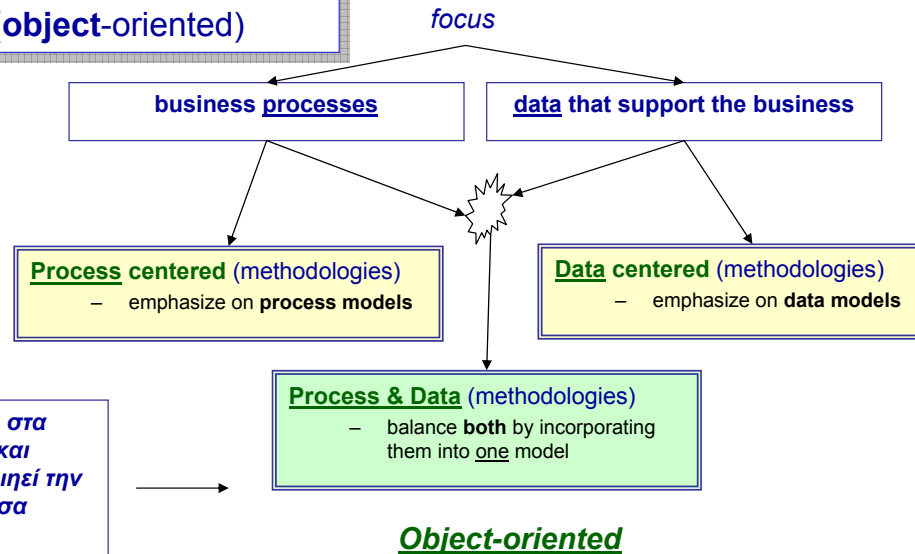 (object-oriented)
focus
business processes
data that support the business
Process centered (methodologies)
– emphasize on process models
Data centered (methodologies)
– emphasize on data models
Process & Data (methodologies)
– balance both by incorporating
them into one model
στα
και
σα
την
Object-oriented